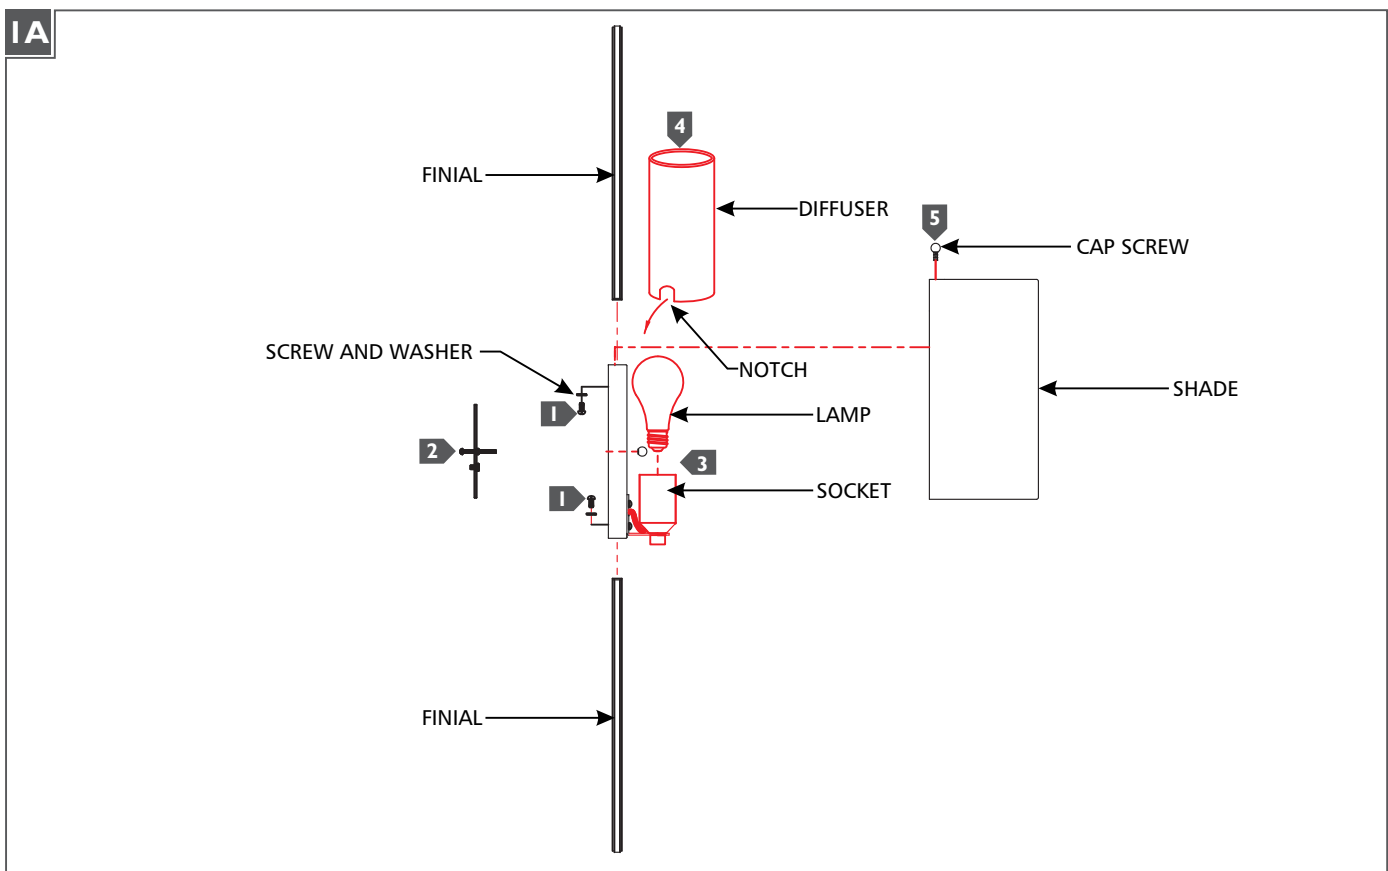 1A
4
FINIAL
DIFFUSER
5
CAP SCREW
SCREW AND WASHER
NOTCH
SHADE
1
LAMP
2
3
1
SOCKET
FINIAL